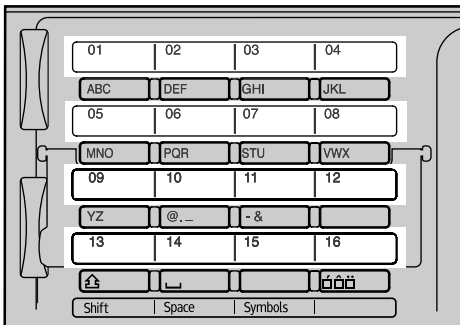 01 02 03 04
ABC DEF GHI JKL
05 06 07 08
MNO PQR STU VWX
09 10 11 12
YZ @._ -&
13 14 15 16
óôö
Shift Space Symbols